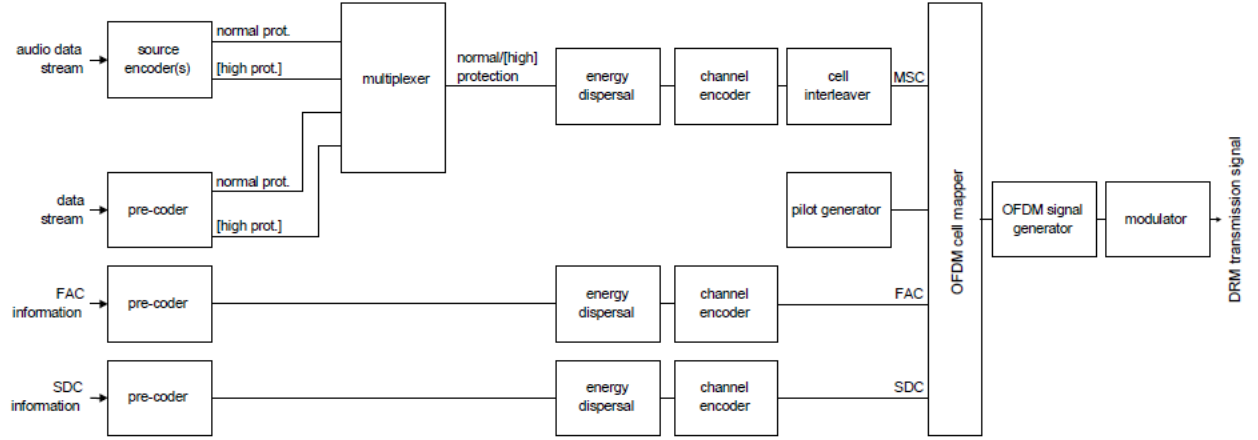 audio data
stream
source
encoder(s)
normal prot.
[high prot.]
multiplexer
normal/[high]
protection
energy
dispersal
channel
encoder
cell
interleaver
MSC
data
stream
pre-coder
normal prot.
[high prot.]
pilot generator
OFDM cell mapper
OFDM signal
generator
modulator
DRM transmission signal
FAC
information
pre-coder
energy
dispersal
channel
encoder
FAC
SDC
information
pre-coder
energy
dispersal
channel
encoder
SDC